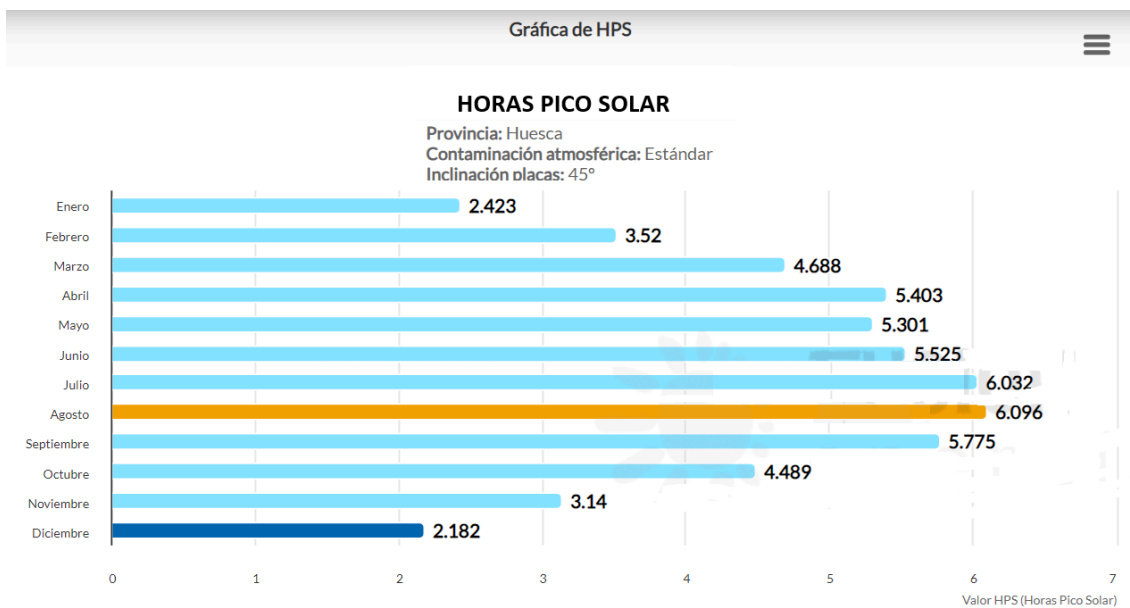 Gráfica de HPS
HORAS PICO SOLAR
Provincia: Huesca
Contaminación atmosférica: Estándar
Inclinación placas: 45º
Enero 2.423
Febrero 3.52
Marzo 4.688
Abril 5.403
Mayo 5.301
Junio 5.525
Julio 6.032
Agosto 6.096
Septiembre 5.775
Octubre 4.489
Noviembre 3.14
Diciembre 2.182
0 1 2 3 4 5 6 7
Valor HPS (Horas Pico Solar)